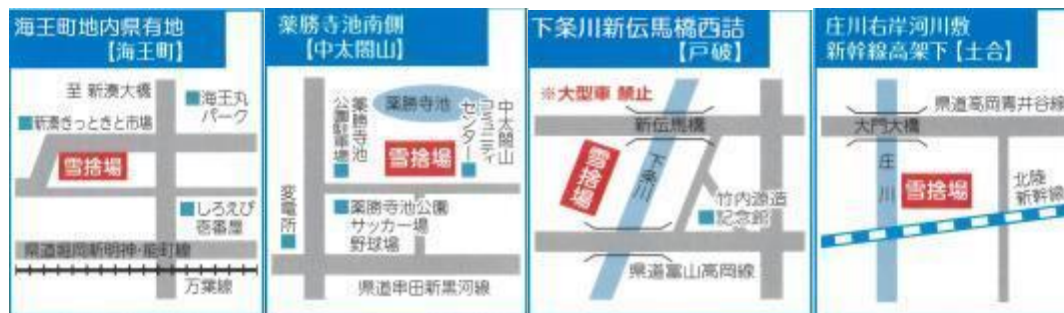 海王町地内県有地
【海王町】
至 新湊大橋
海王丸
パーク
新湊きっときと市場
雪捨場
しろえび
壱番屋
県道堀岡新明神・能町線
万葉線
薬勝寺池南側
【中太閤山】
薬勝寺池
薬勝寺池
公園駐車場
中太閤山
コミュニティ
センター
雪捨場
変電所
薬勝寺池公園
サッカー場
野球場
県道串田新黒河線
下条川新伝馬橋西詰
【戸破】
※大型車 禁止
新伝馬橋
雪捨場
下条川
竹内源造
記念館
県道富山高岡線
庄川右岸河川敷
新幹線高架下【土合】
県道高岡青井谷線
大門大橋
庄川
雪捨場
北陸
新幹線